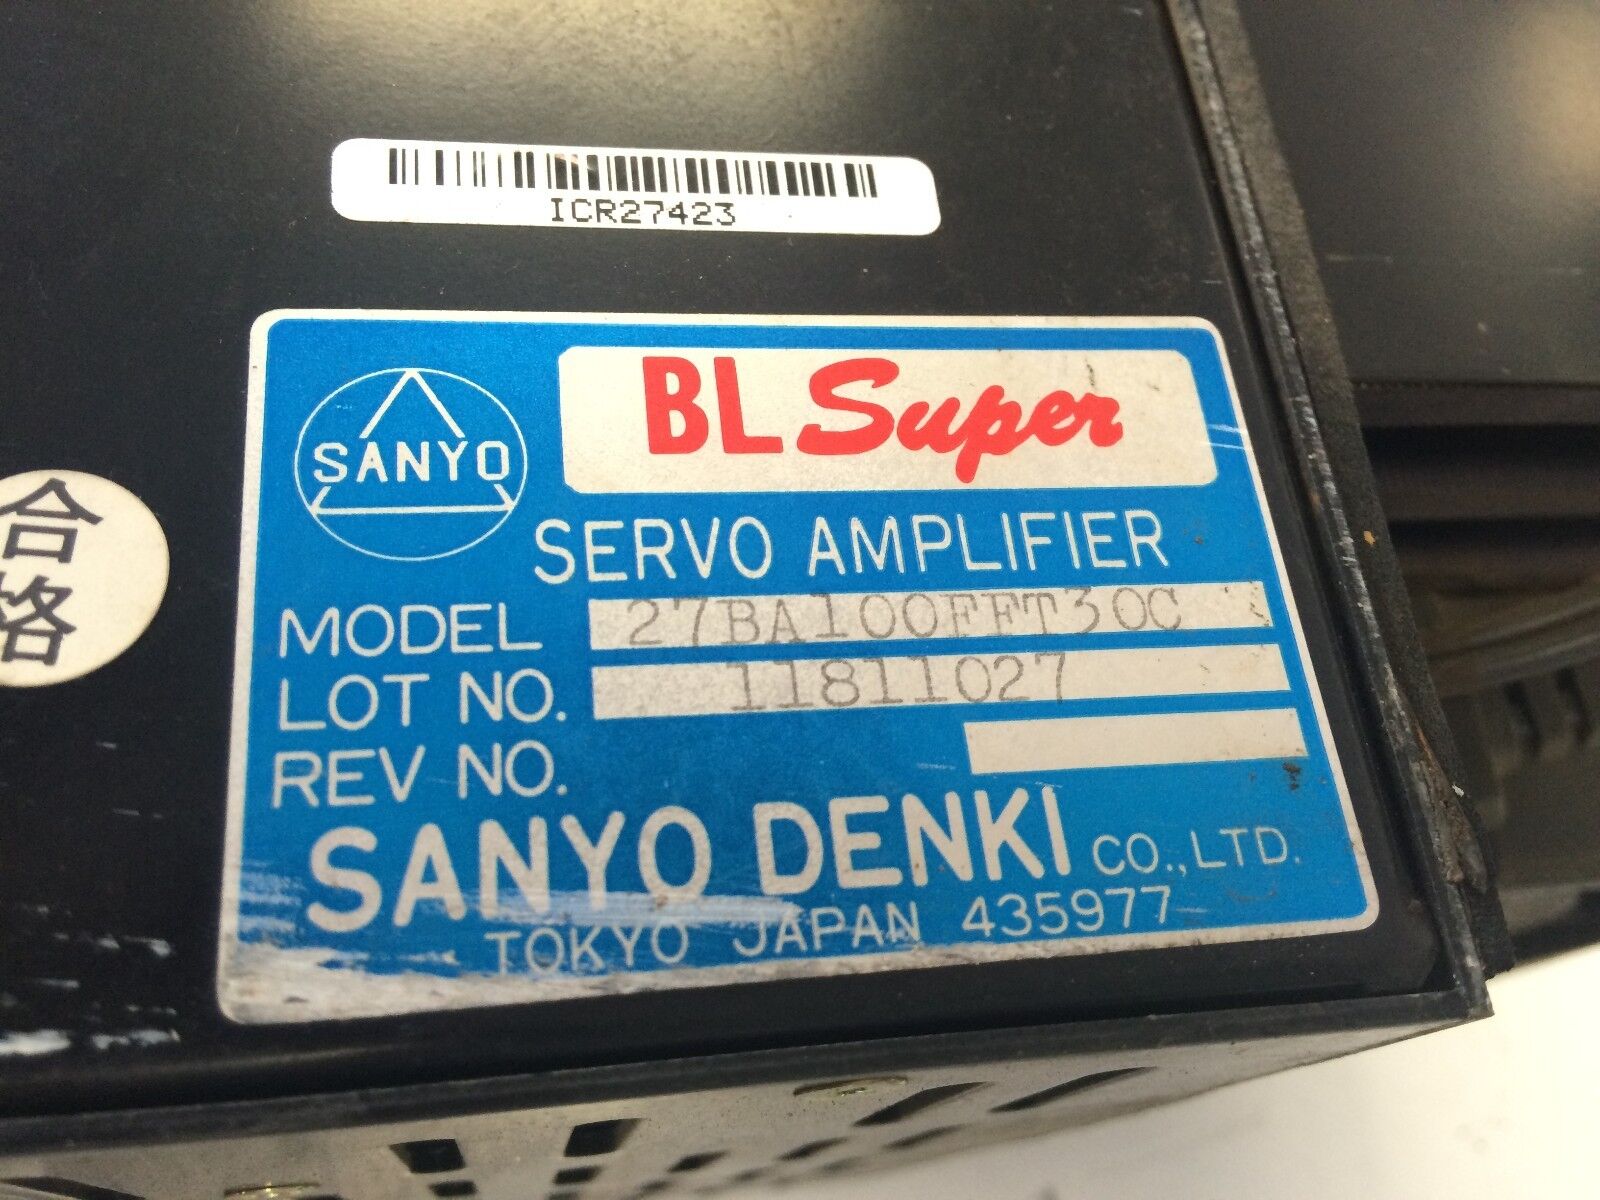 ICR27423
SANYO
BL Super
SERVO AMPLIFIER
MODEL 27BA100FFT30C
LOT NO. 11811027
REV NO.
SANYO DENKI CO., LTD.
TOKYO JAPAN 435977
合格